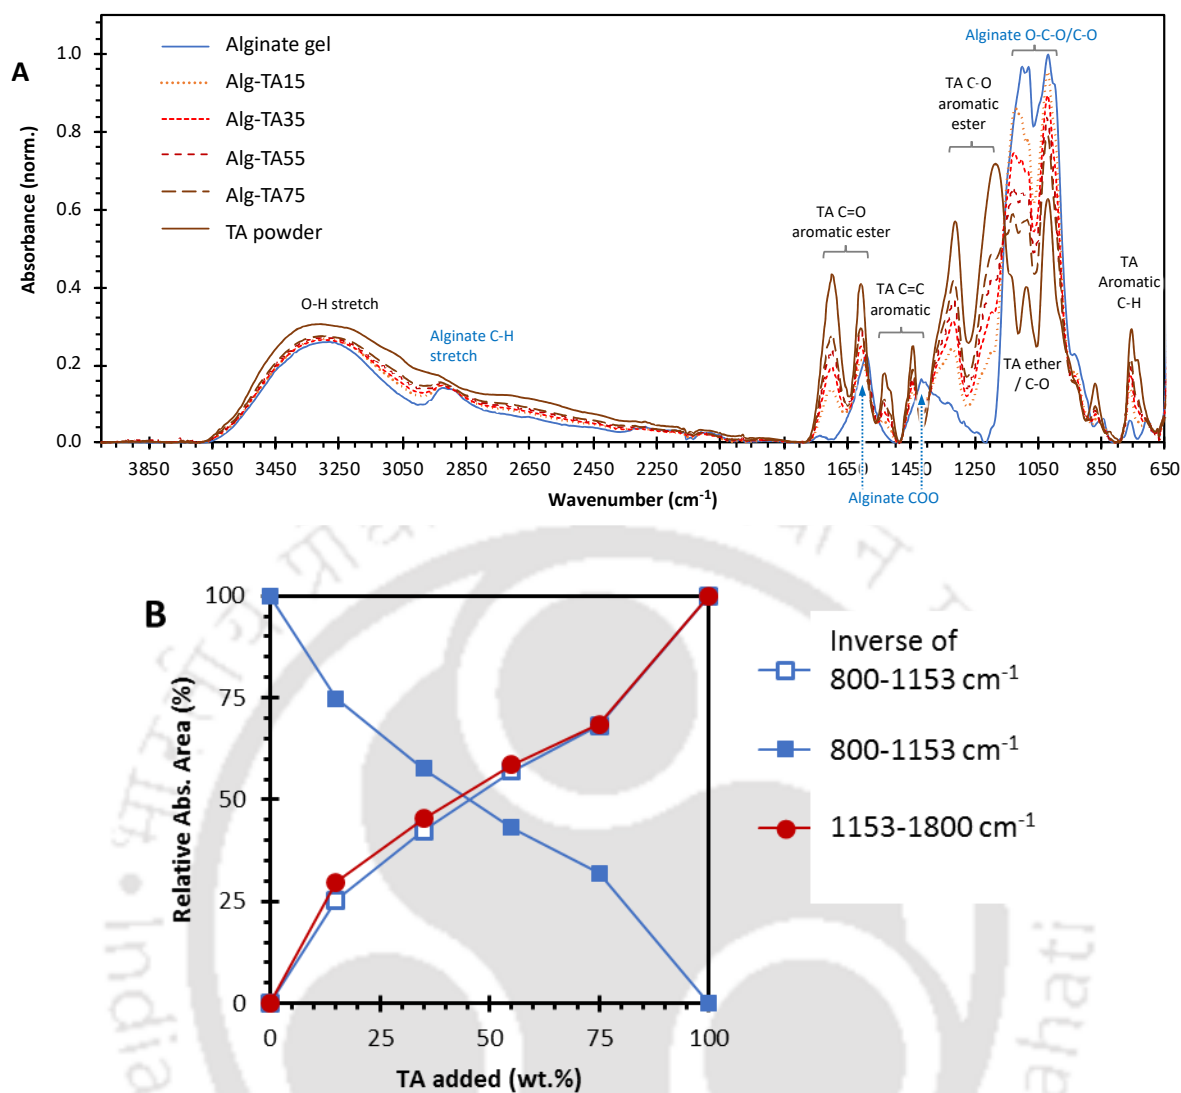 A
Absorbance (norm.)
1.0
0.8
0.6
0.4
0.2
0.0
Alginate gel
Alg-TA15
Alg-TA35
Alg-TA55
Alg-TA75
TA powder
O-H stretch
Alginate C-H
stretch
TA C=O
aromatic ester
TA C=C
aromatic
TA C-O
aromatic
ester
Alginate O-C-O/C-O
TA ether
/ C-O
TA
Aromatic
C-H
3850 3650 3450 3250 3050 2850 2650 2450 2250 2050 1850 1650 1450 1250 1050 850 650
Wavenumber (cm-1)
Alginate COO
B
Relative Abs. Area (%)
100
75
50
25
0
0 25 50 75 100
TA added (wt.%)
Inverse of
800-1153 cm-1
800-1153 cm-1
1153-1800 cm-1
India
hati